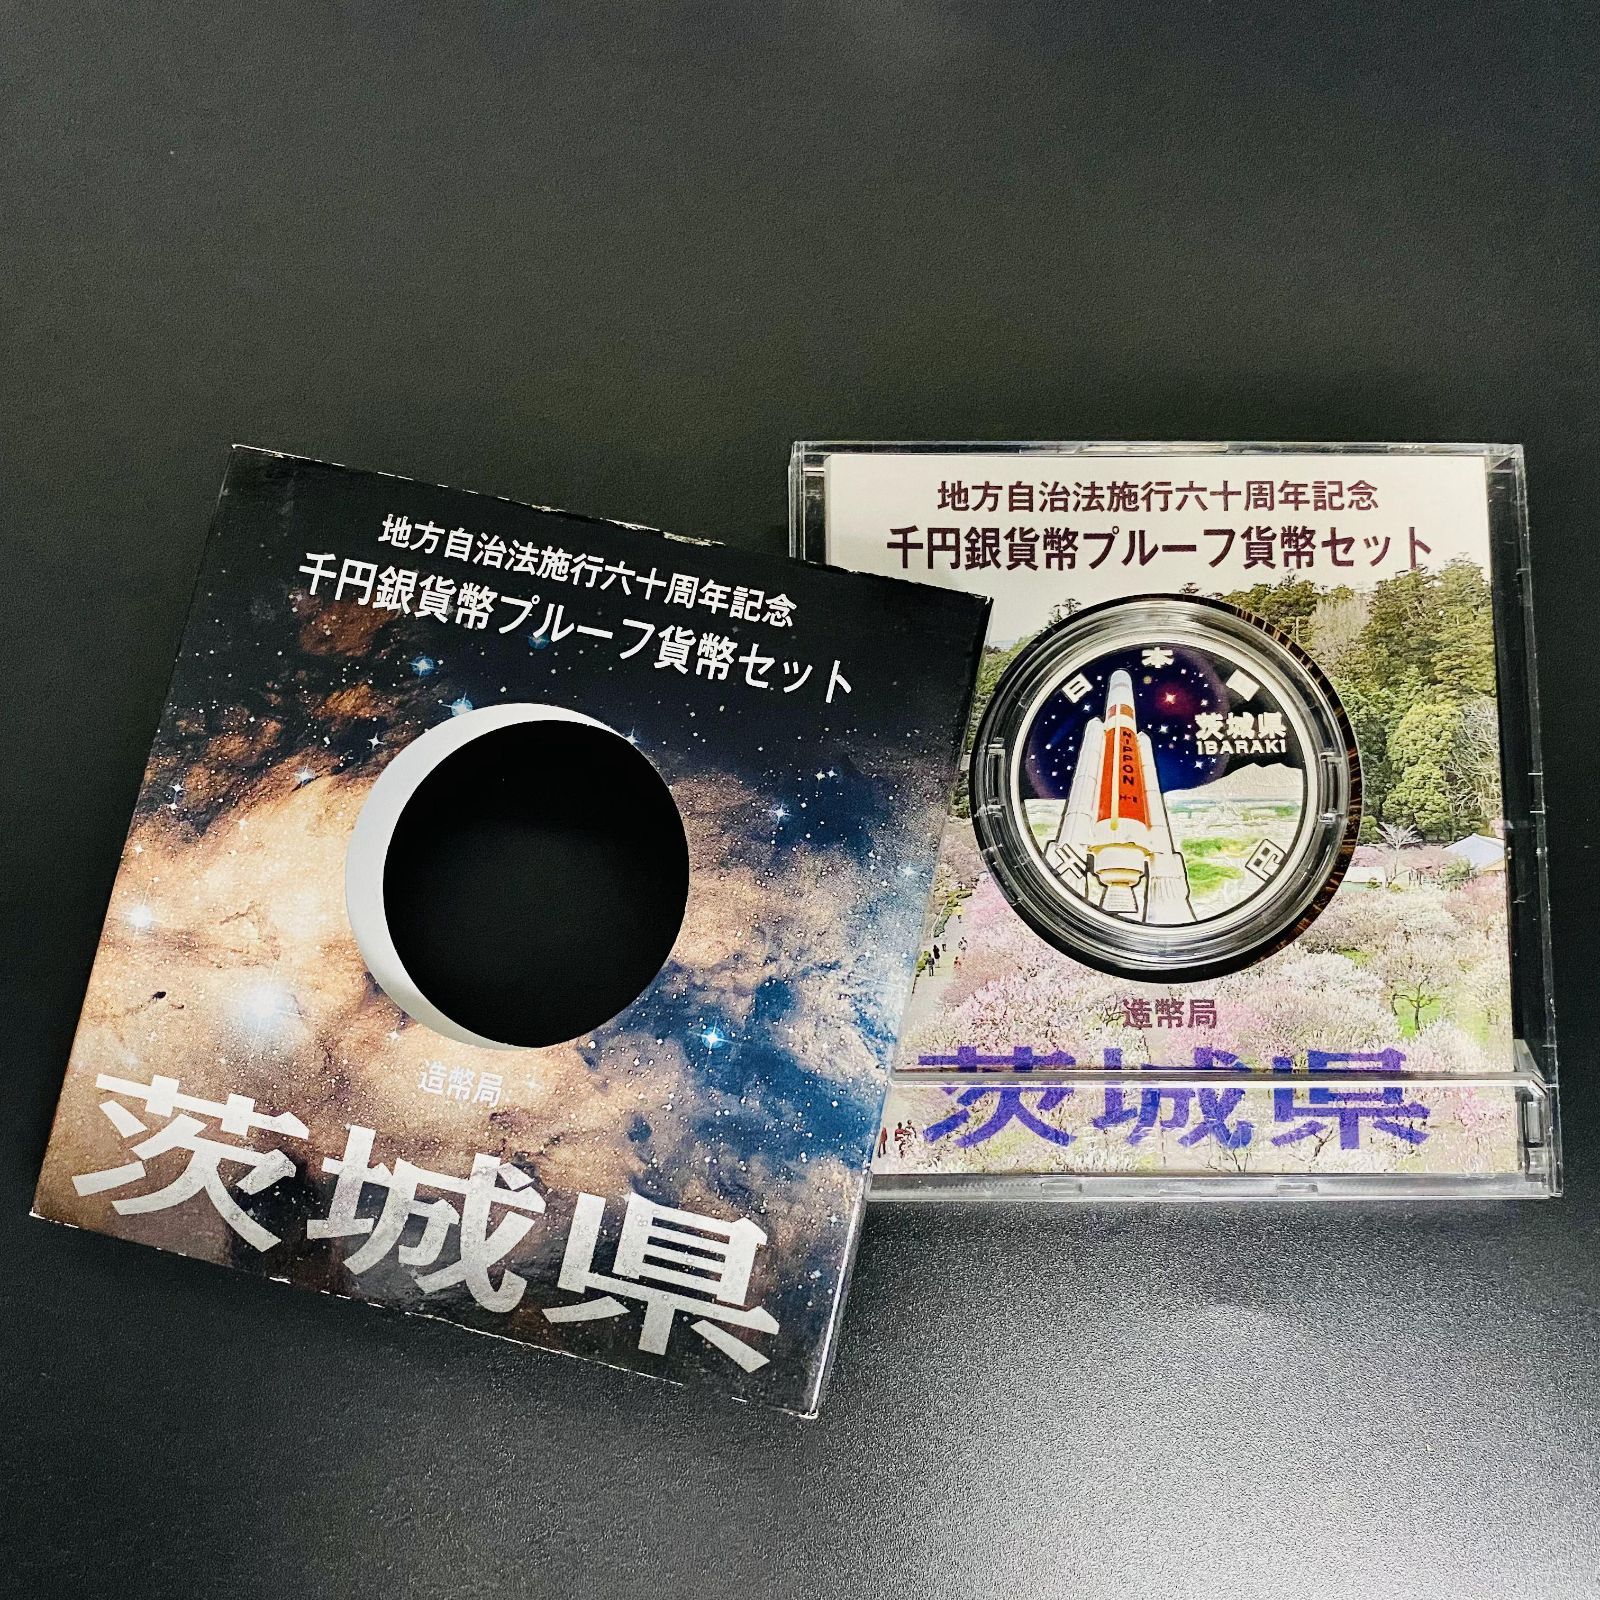 地方自治法施行六十周年記念
千円銀貨幣プルーフ貨幣セット
造幣局
茨城県
地方自治法施行六十周年記念
千円銀貨幣プルーフ貨幣セット
日本国
茨城県
IBARAKI
NIPPON
H-II
千円
造幣局
茨城県